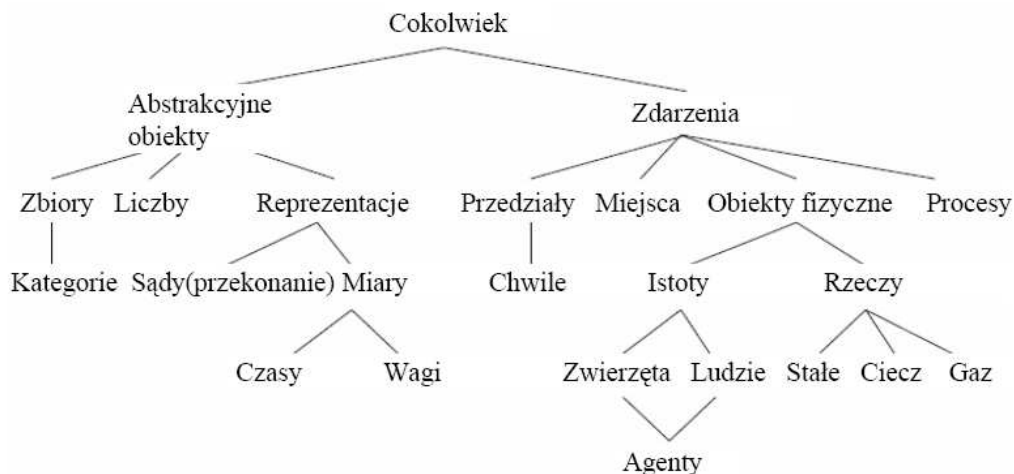 Cokolwiek
Abstrakcyjne
obiekty
Zdarzenia
Zbiory Liczby Reprezentacje Przedziały Miejsca Obiekty fizyczne Procesy
Kategorie Sądy(przekonanie) Miary Chwile Istoty Rzeczy
Czasy Wagi Zwierzęta Ludzie Stałe Ciecz Gaz
Agenty